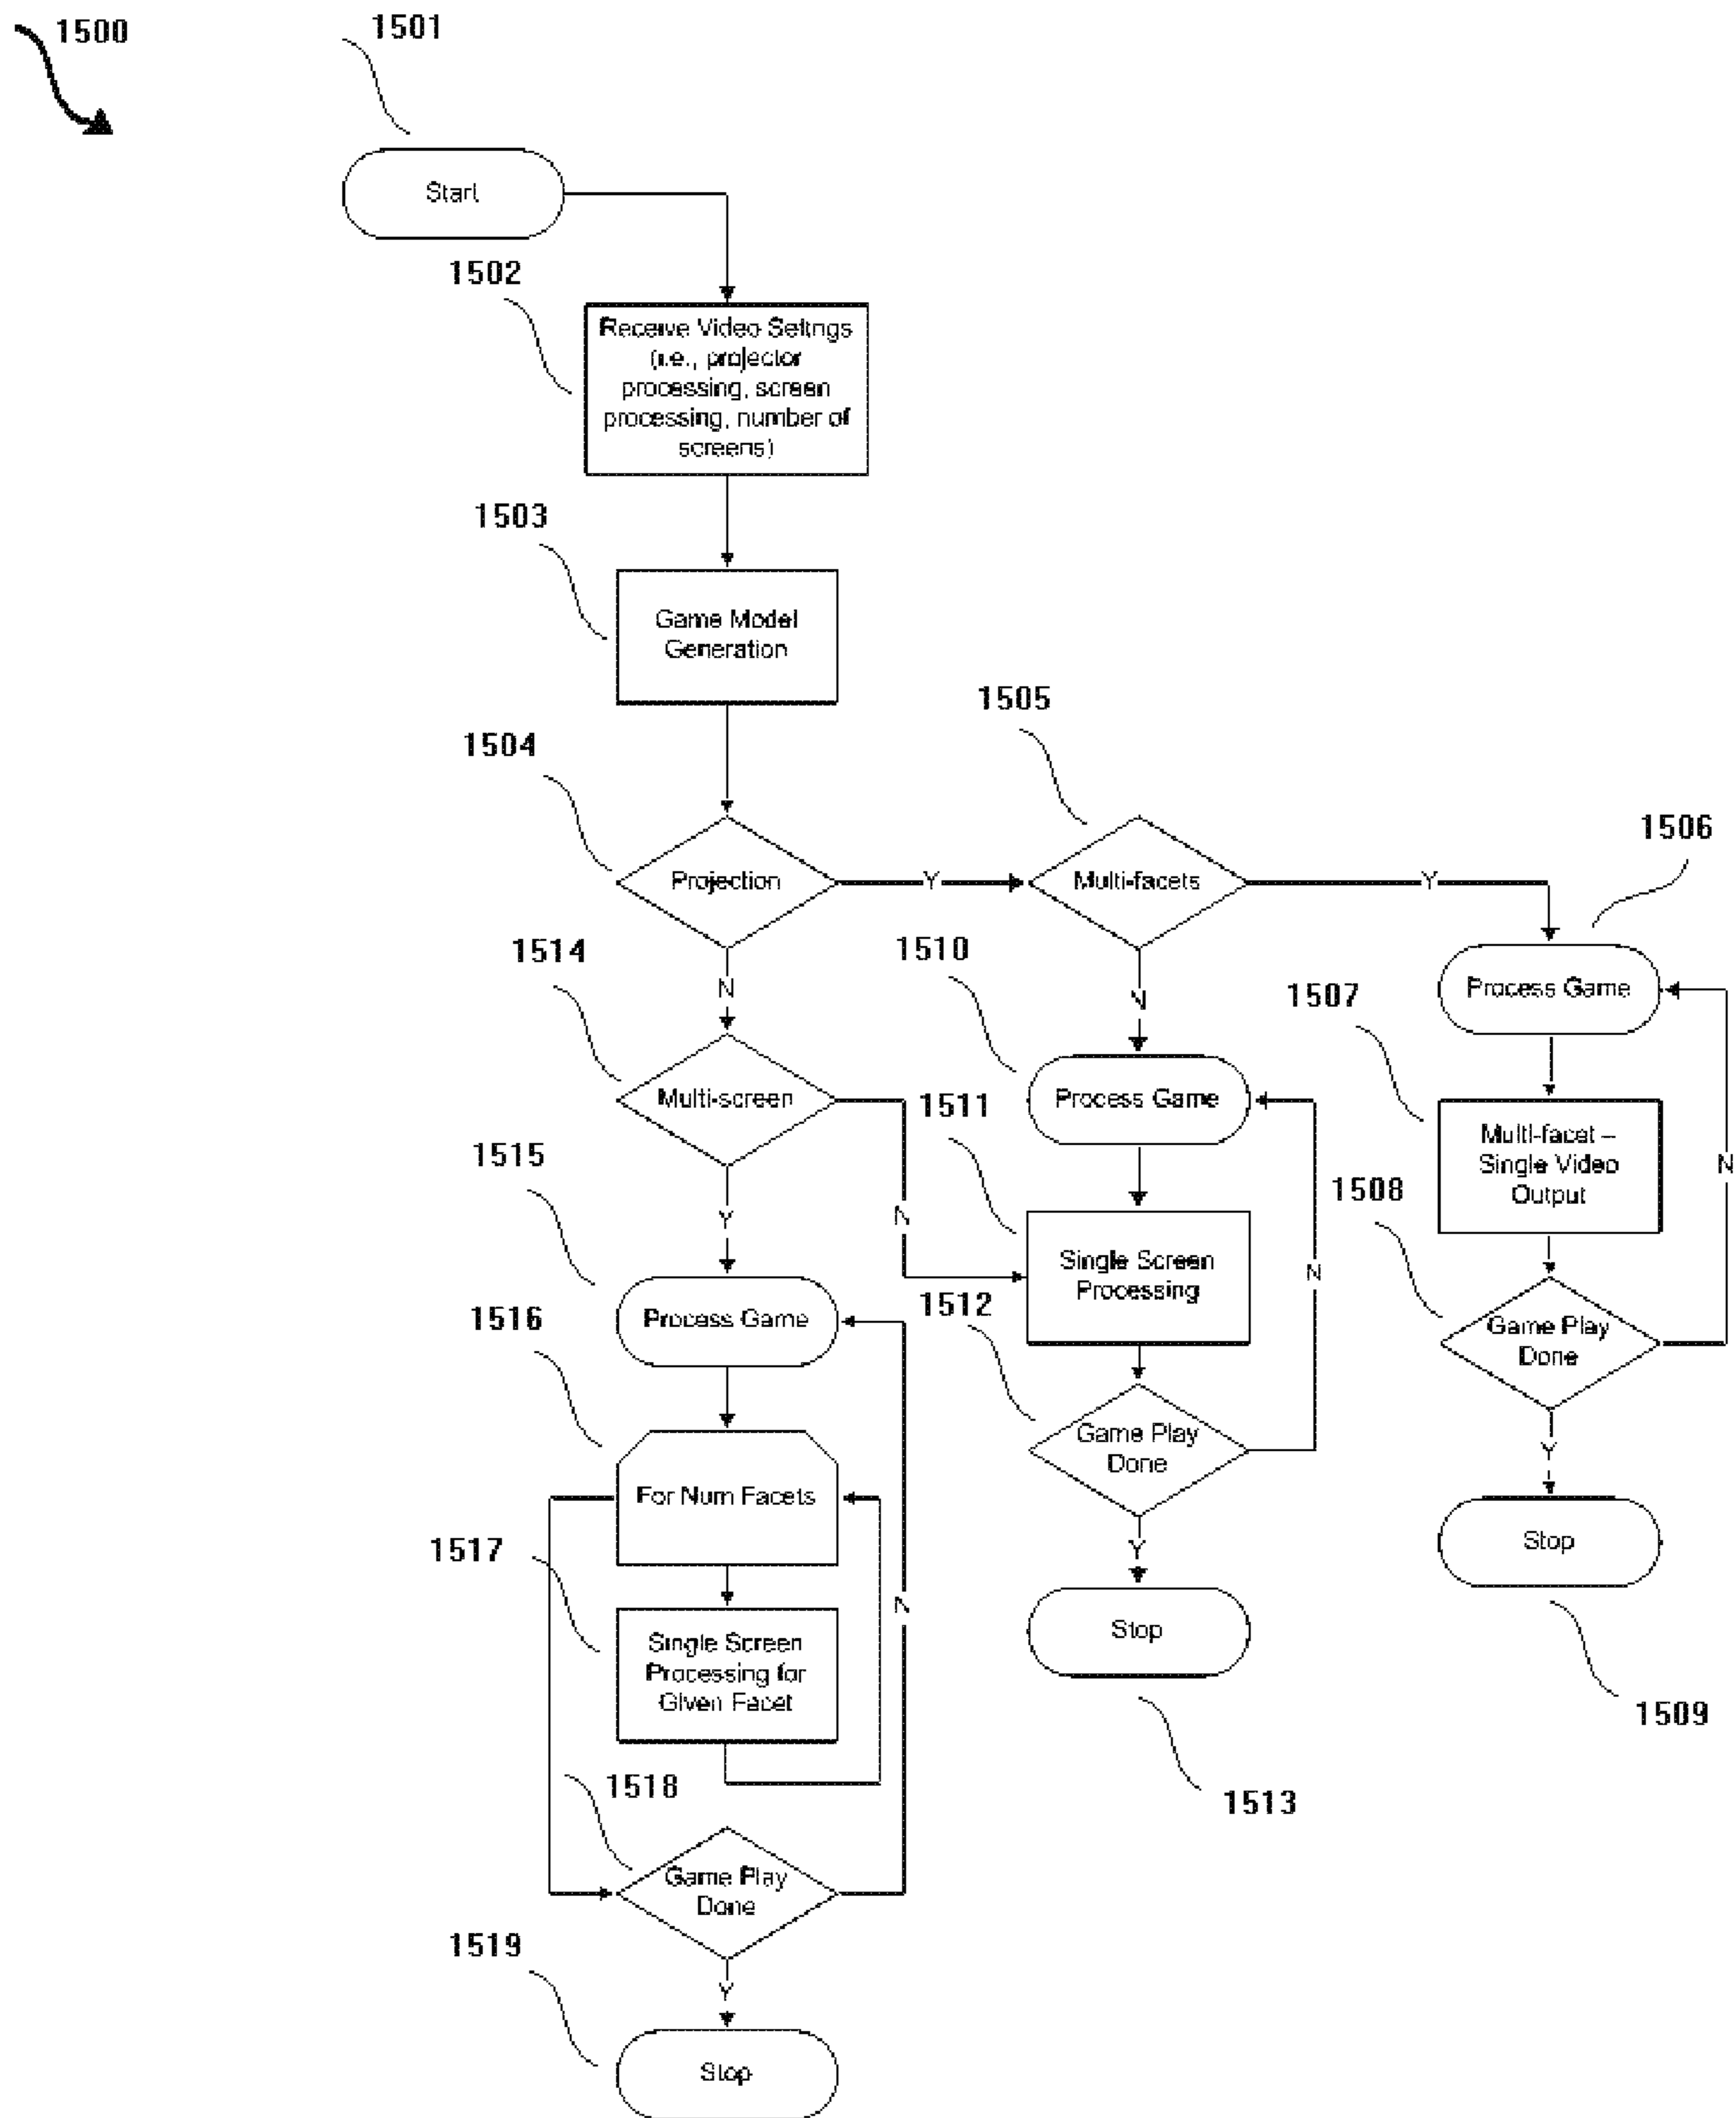 1500
1501
Start
1502
Receive Video Settings
(i.e., projector
processing, screen
processing, number of
screens)
1503
Game Model
Generation
1504
Projection
Y
1505
Multi-facets
Y
1506
Process Game
1507
Multi-facet –
Single Video
Output
N
1508
Game Play
Done
Y
Stop
1509
N
1510
Process Game
1511
Single Screen
Processing
N
1512
Game Play
Done
Y
Stop
1513
N
1514
Multi-screen
N
Y
1515
Process Game
1516
For Num Facets
1517
Single Screen
Processing for
Given Facet
N
1518
Game Play
Done
Y
1519
Stop